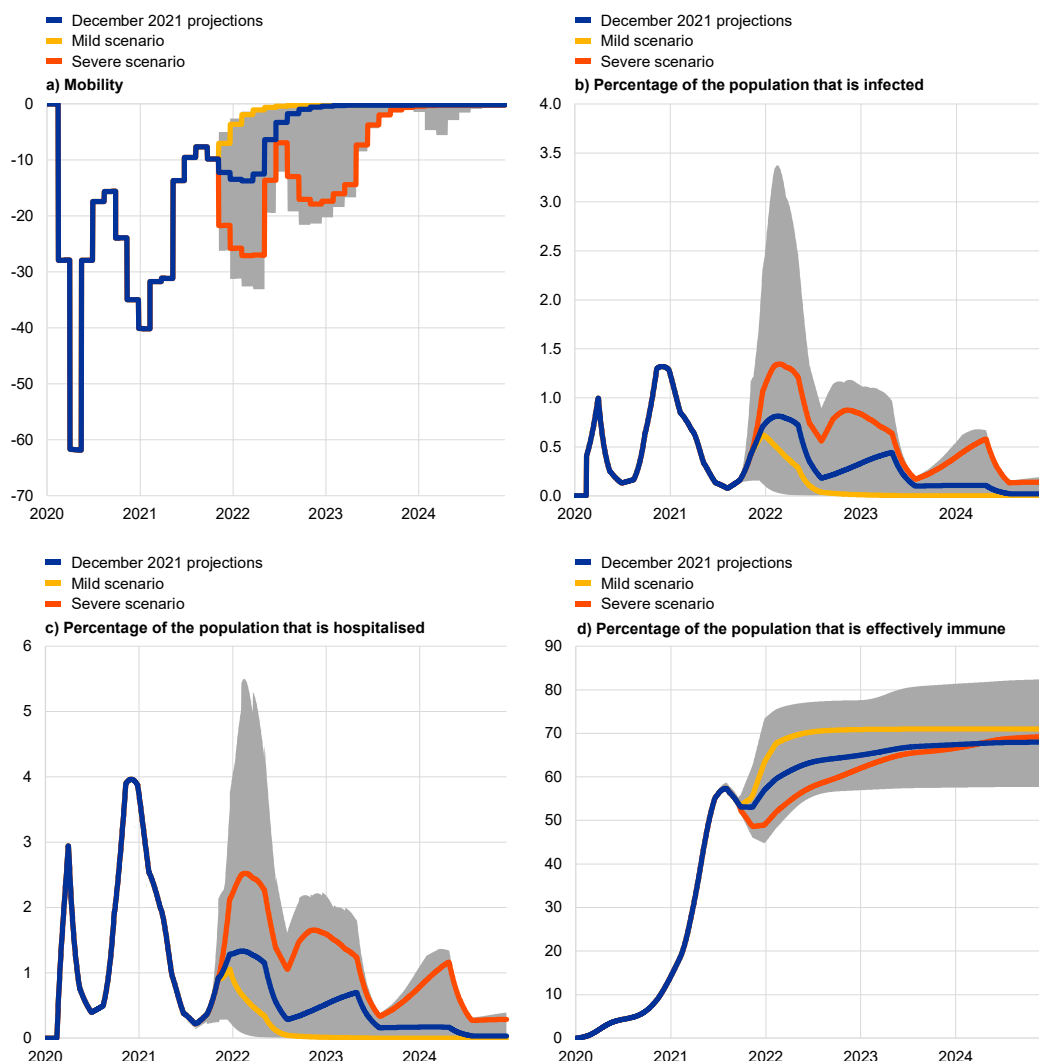 December 2021 projections
Mild scenario
Severe scenario
a) Mobility
0
-10
-20
-30
-40
-50
-60
-70
2020 2021 2022 2023 2024
December 2021 projections
Mild scenario
Severe scenario
b) Percentage of the population that is infected
4.0
3.5
3.0
2.5
2.0
1.5
1.0
0.5
0.0
2020 2021 2022 2023 2024
December 2021 projections
Mild scenario
Severe scenario
c) Percentage of the population that is hospitalised
6
5
4
3
2
1
0
2020 2021 2022 2023 2024
December 2021 projections
Mild scenario
Severe scenario
d) Percentage of the population that is effectively immune
90
80
70
60
50
40
30
20
10
0
2020 2021 2022 2023 2024